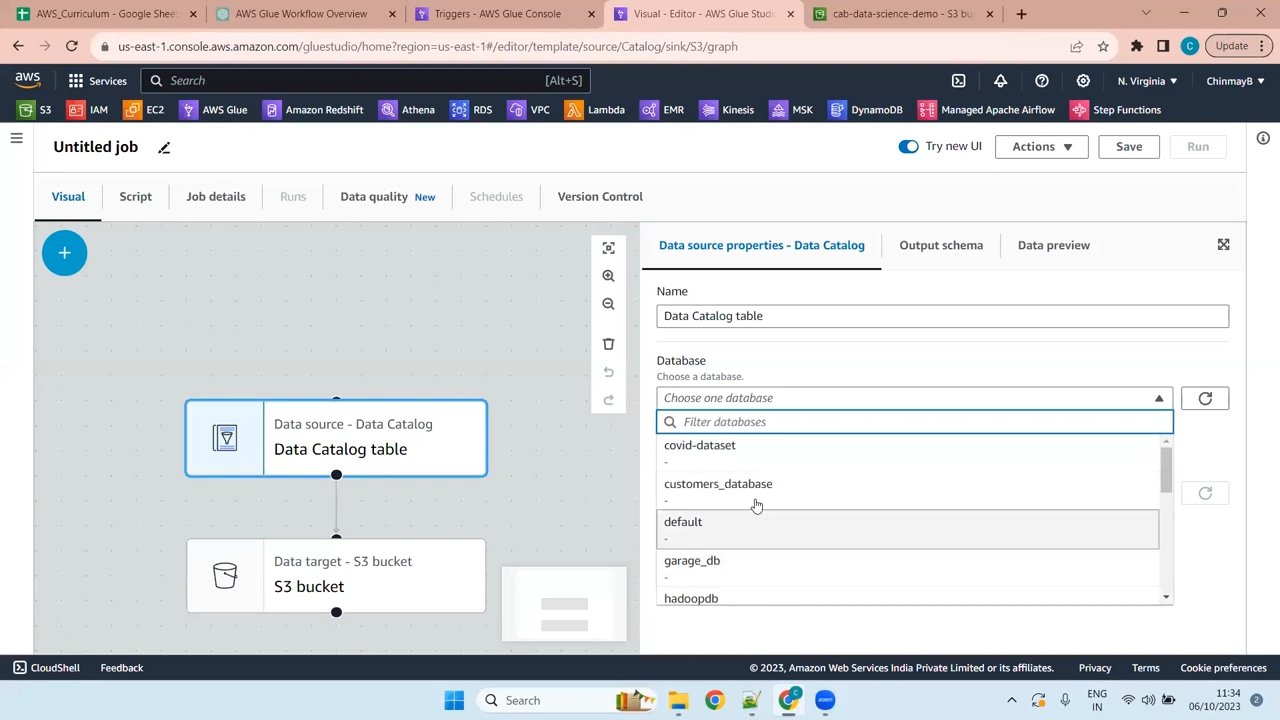 AWS_Curriculum - Google Sheet
AWS Glue Workflow Overview
Triggers - AWS Glue Console
Visual - Editor - AWS Glue Studi
cab-data-science-demo - S3 bu
us-east-1.console.aws.amazon.com/gluestudio/home?region=us-east-1#/editor/template/source/Catalog/sink/S3/graph
C
Update
aws
Services
Search
[Alt+S]
N. Virginia
ChinmayB
S3
IAM
EC2
AWS Glue
Amazon Redshift
Athena
RDS
VPC
Lambda
EMR
Kinesis
MSK
DynamoDB
Managed Apache Airflow
Step Functions
Untitled job
Try new UI
Actions
Save
Run
Visual
Script
Job details
Runs
Data quality New
Schedules
Version Control
Data source properties - Data Catalog
Output schema
Data preview
Name
Data Catalog table
Database
Choose a database.
Choose one database
Filter databases
covid-dataset
-
customers_database
-
default
-
garage_db
-
hadoopdb
Data source - Data Catalog
Data Catalog table
Data target - S3 bucket
S3 bucket
CloudShell
Feedback
© 2023, Amazon Web Services India Private Limited or its affiliates.
Privacy
Terms
Cookie preferences
Search
C
zoom
ENG
IN
11:34
06/10/2023
2